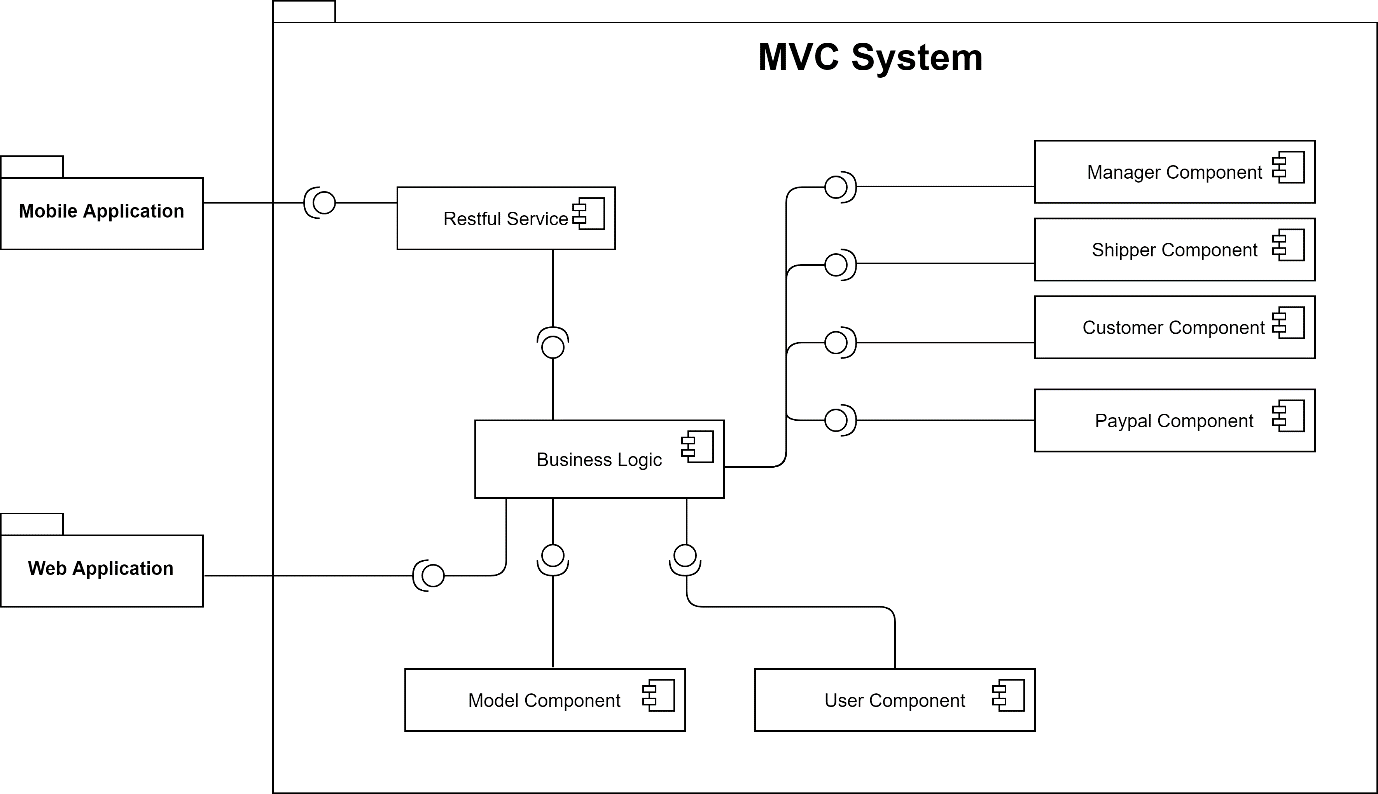 MVC System
Mobile Application
Restful Service
Manager Component
Shipper Component
Customer Component
Paypal Component
Business Logic
Web Application
Model Component
User Component